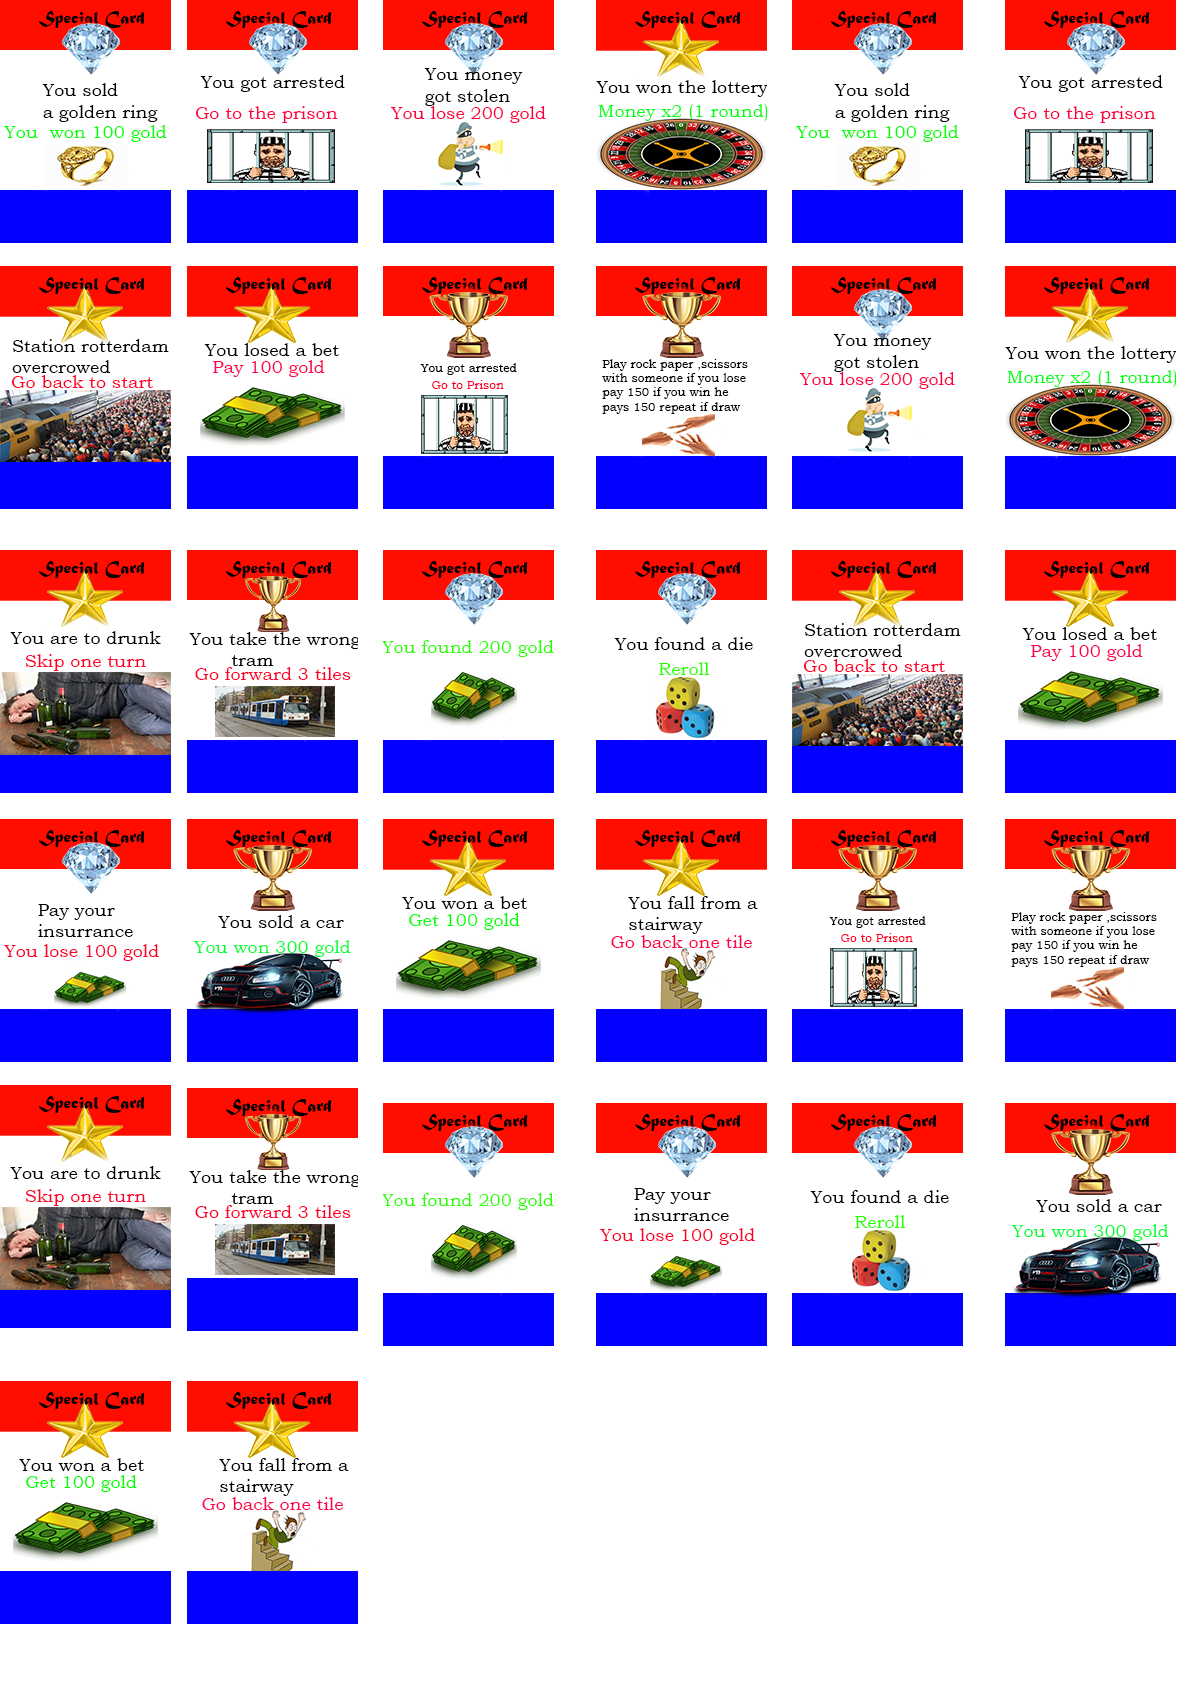 Special Card
You sold
a golden ring
You won 100 gold
Special Card
You got arrested
Go to the prison
Special Card
You money
got stolen
You lose 200 gold
Special Card
You won the lottery
Money x2 (1 round)
Special Card
You sold
a golden ring
You won 100 gold
Special Card
You got arrested
Go to the prison
Special Card
Station rotterdam
overcrowed
Go back to start
Special Card
You losed a bet
Pay 100 gold
Special Card
You got arrested
Go to Prison
Special Card
Play rock paper ,scissors
with someone if you lose
pay 150 if you win he
pays 150 repeat if draw
Special Card
You money
got stolen
You lose 200 gold
Special Card
You won the lottery
Money x2 (1 round)
Special Card
You are to drunk
Skip one turn
Special Card
You take the wrong
tram
Go forward 3 tiles
Special Card
You found 200 gold
Special Card
You found a die
Reroll
Special Card
Station rotterdam
overcrowed
Go back to start
Special Card
You losed a bet
Pay 100 gold
Special Card
Pay your
insurrance
You lose 100 gold
Special Card
You sold a car
You won 300 gold
Special Card
You won a bet
Get 100 gold
Special Card
You fall from a
stairway
Go back one tile
Special Card
You got arrested
Go to Prison
Special Card
Play rock paper ,scissors
with someone if you lose
pay 150 if you win he
pays 150 repeat if draw
Special Card
You are to drunk
Skip one turn
Special Card
You take the wrong
tram
Go forward 3 tiles
Special Card
You found 200 gold
Special Card
Pay your
insurrance
You lose 100 gold
Special Card
You found a die
Reroll
Special Card
You sold a car
You won 300 gold
Special Card
You won a bet
Get 100 gold
Special Card
You fall from a
stairway
Go back one tile